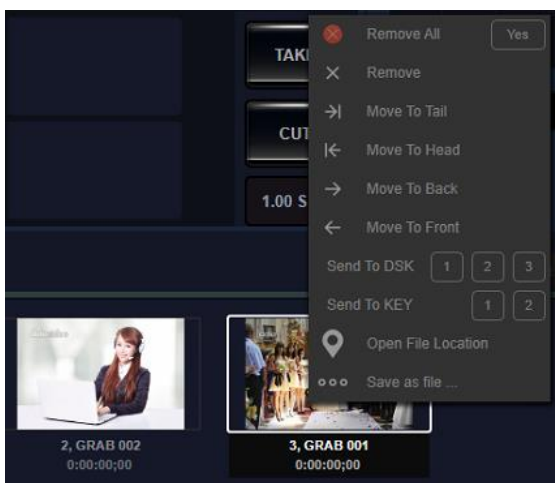 TAK
CUT
1.00 S
Remove All Yes
Remove
Move To Tail
Move To Head
Move To Back
Move To Front
Send To DSK 1 2 3
Send To KEY 1 2
Open File Location
Save as file ...
2, GRAB 002
0:00:00;00
3, GRAB 001
0:00:00;00